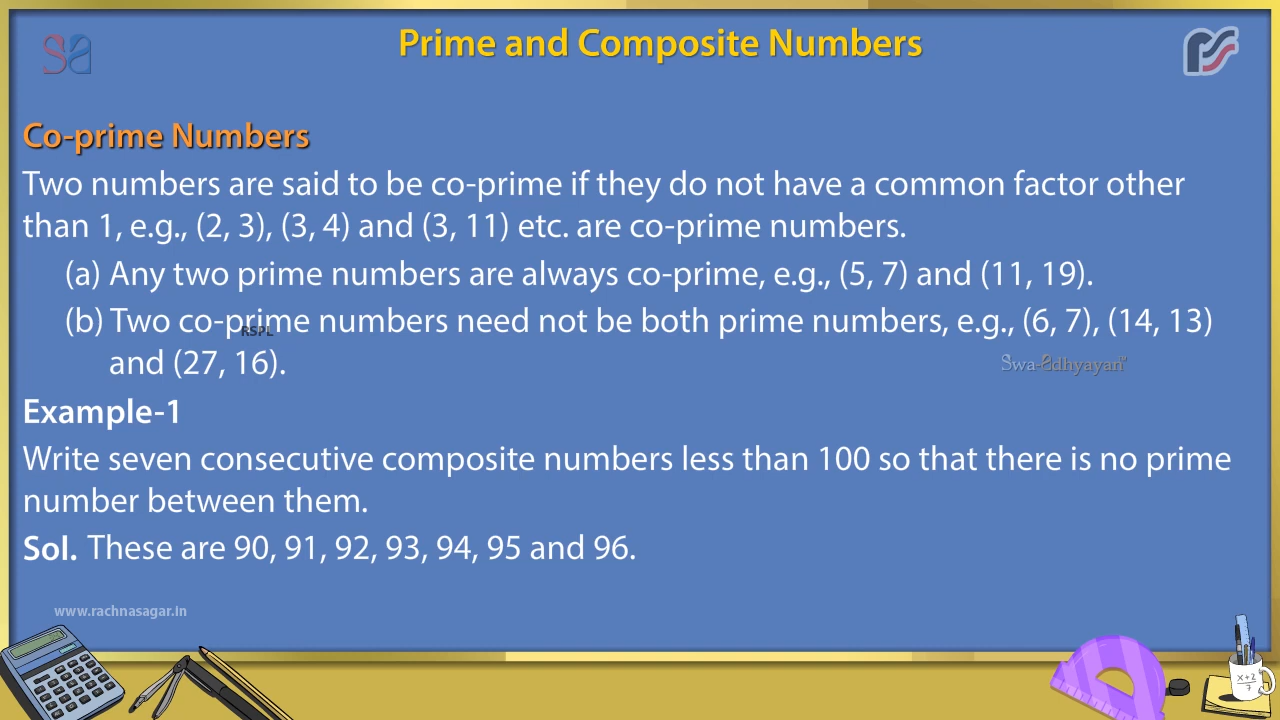 sa
Prime and Composite Numbers
Co-prime Numbers
Two numbers are said to be co-prime if they do not have a common factor other
than 1, e.g., (2, 3), (3, 4) and (3, 11) etc. are co-prime numbers.
(a) Any two prime numbers are always co-prime, e.g., (5, 7) and (11, 19).
(b) Two co-prime numbers need not be both prime numbers, e.g., (6, 7), (14, 13)
RSPL
and (27, 16).
Swa-Adhyayan
Example-1
Write seven consecutive composite numbers less than 100 so that there is no prime
number between them.
Sol. These are 90, 91, 92, 93, 94, 95 and 96.
www.rachnasagar.in
x+2
7